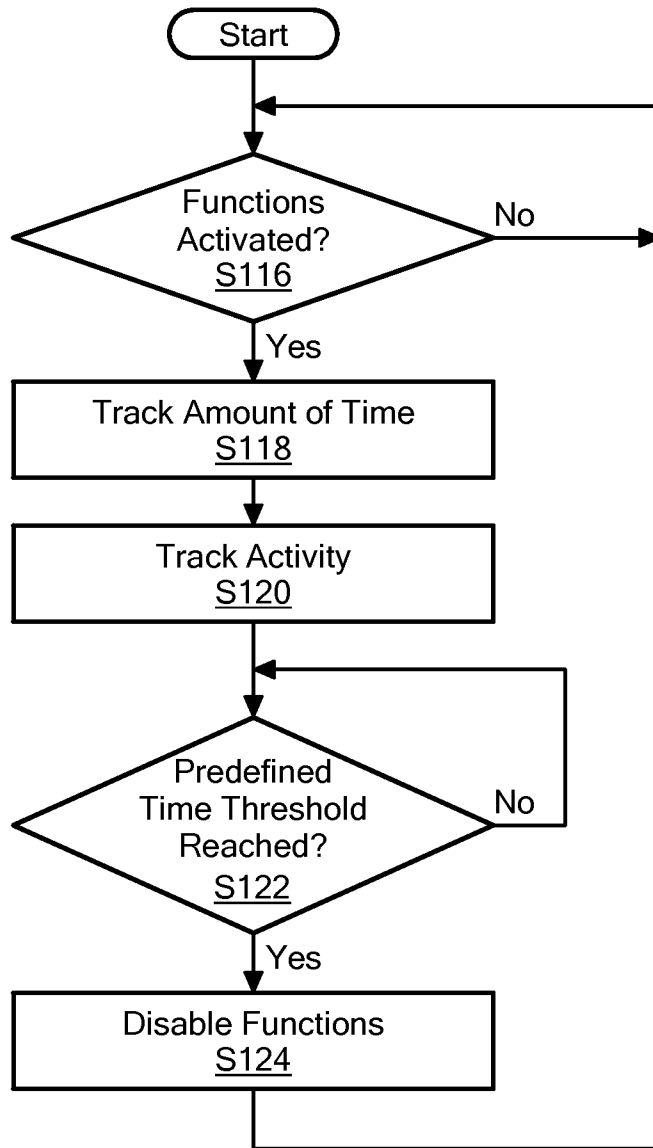 Start
Functions
Activated?
S116
No
Yes
Track Amount of Time
S118
Track Activity
S120
Predefined
Time Threshold
Reached?
S122
No
Yes
Disable Functions
S124